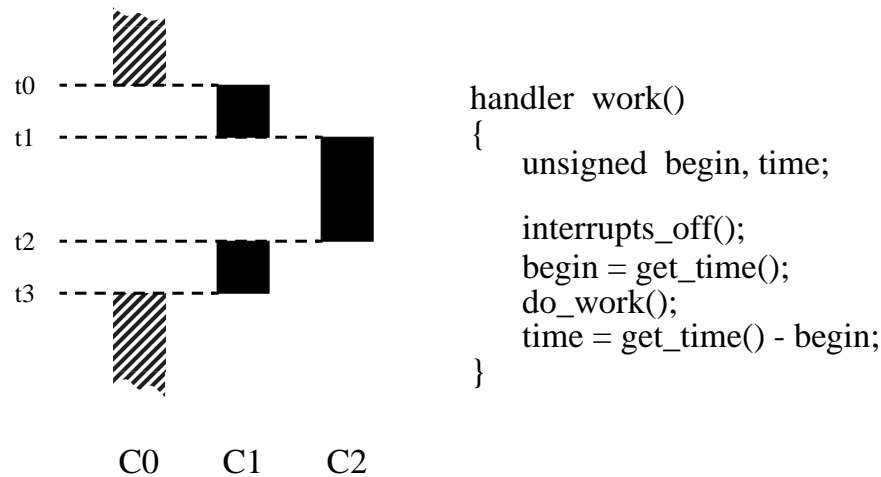 t0
t1
t2
t3
C0 C1 C2
handler work()
{
unsigned begin, time;
interrupts_off();
begin = get_time();
do_work();
time = get_time() - begin;
}